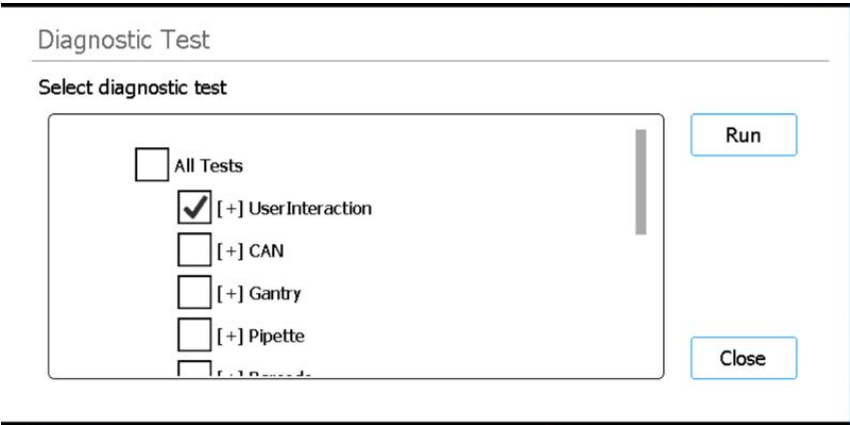 Diagnostic Test
Select diagnostic test
Run
All Tests
[+] UserInteraction
[+] CAN
[+] Gantry
[+] Pipette
Close